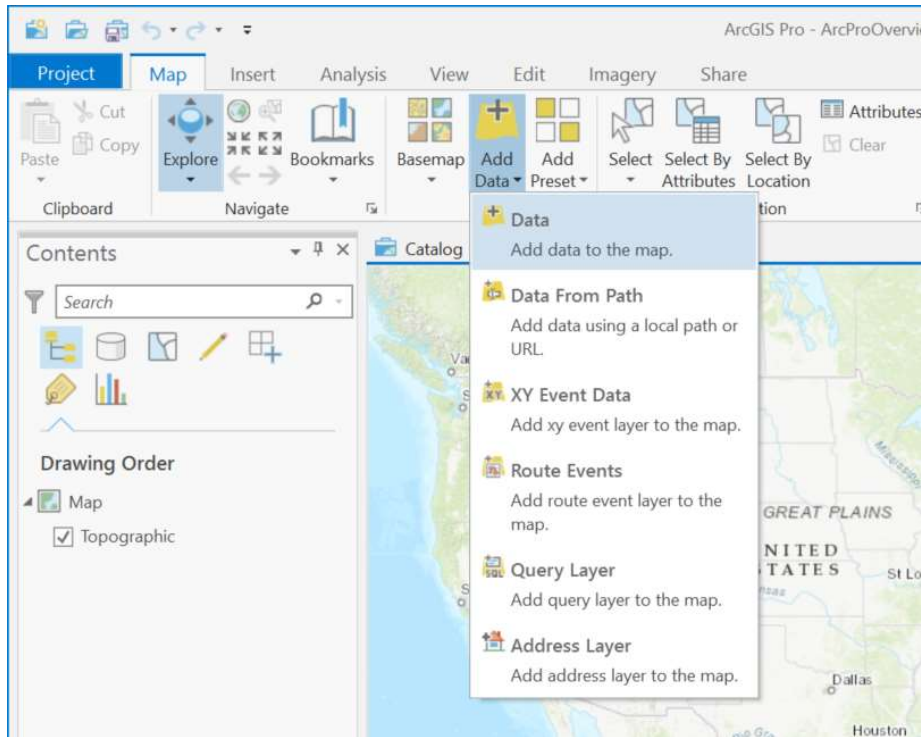 ArcGIS Pro - ArcProOvervi
Project Map Insert Analysis View Edit Imagery Share
Paste Cut Copy
Explore
Bookmarks
Basemap
Add Data
Add Preset
Select
Select By Attributes
Select By Location
Attributes
Clear
Clipboard Navigate tion
Contents
Search
Drawing Order
Map
Topographic
Catalog
Data
Add data to the map.
Data From Path
Add data using a local path or
URL.
XY Event Data
Add xy event layer to the map.
Route Events
Add route event layer to the
map.
SQL
Query Layer
Add query layer to the map.
Address Layer
Add address layer to the map.
Va
S
GREAT PLAINS
NITED
TATES
St Lo
S
Dallas
Houston